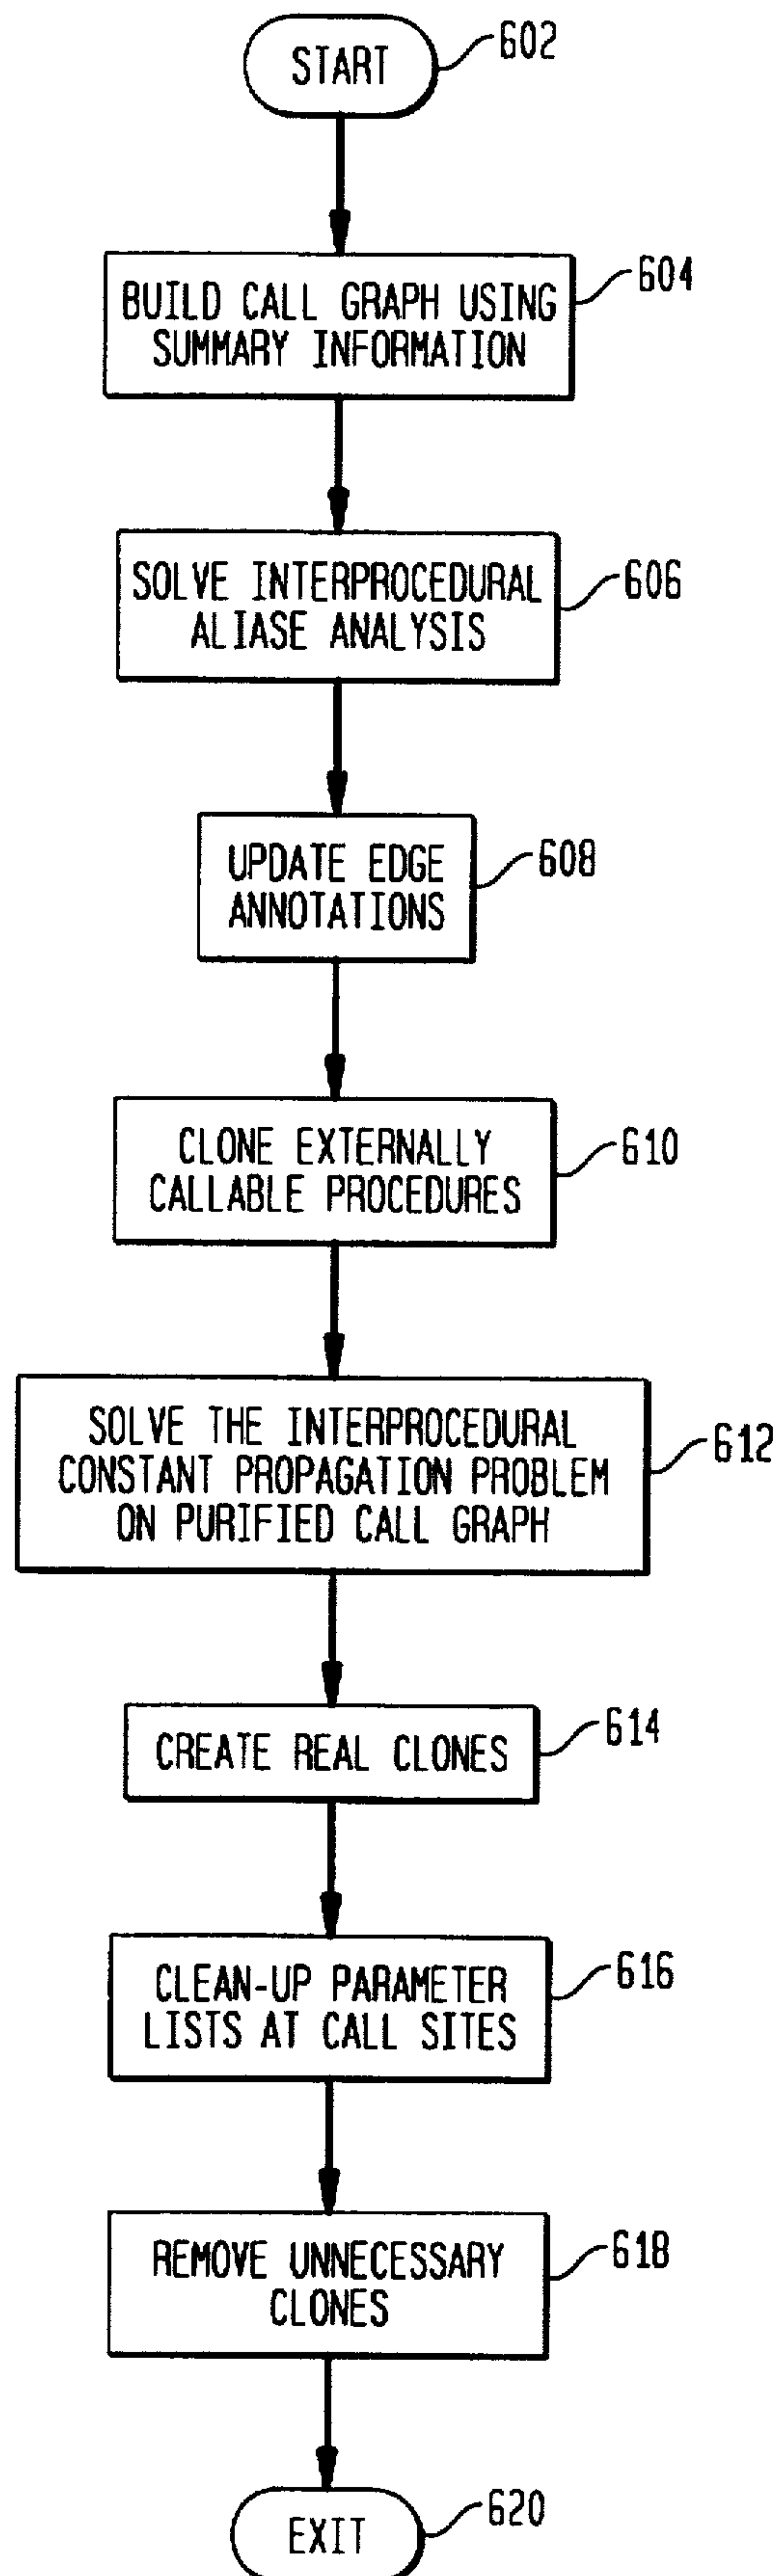 START
602
BUILD CALL GRAPH USING
SUMMARY INFORMATION
604
SOLVE INTERPROCEDURAL
ALIASE ANALYSIS
606
UPDATE EDGE
ANNOTATIONS
608
CLONE EXTERNALLY
CALLABLE PROCEDURES
610
SOLVE THE INTERPROCEDURAL
CONSTANT PROPAGATION PROBLEM
ON PURIFIED CALL GRAPH
612
CREATE REAL CLONES
614
CLEAN-UP PARAMETER
LISTS AT CALL SITES
616
REMOVE UNNECESSARY
CLONES
618
EXIT
620